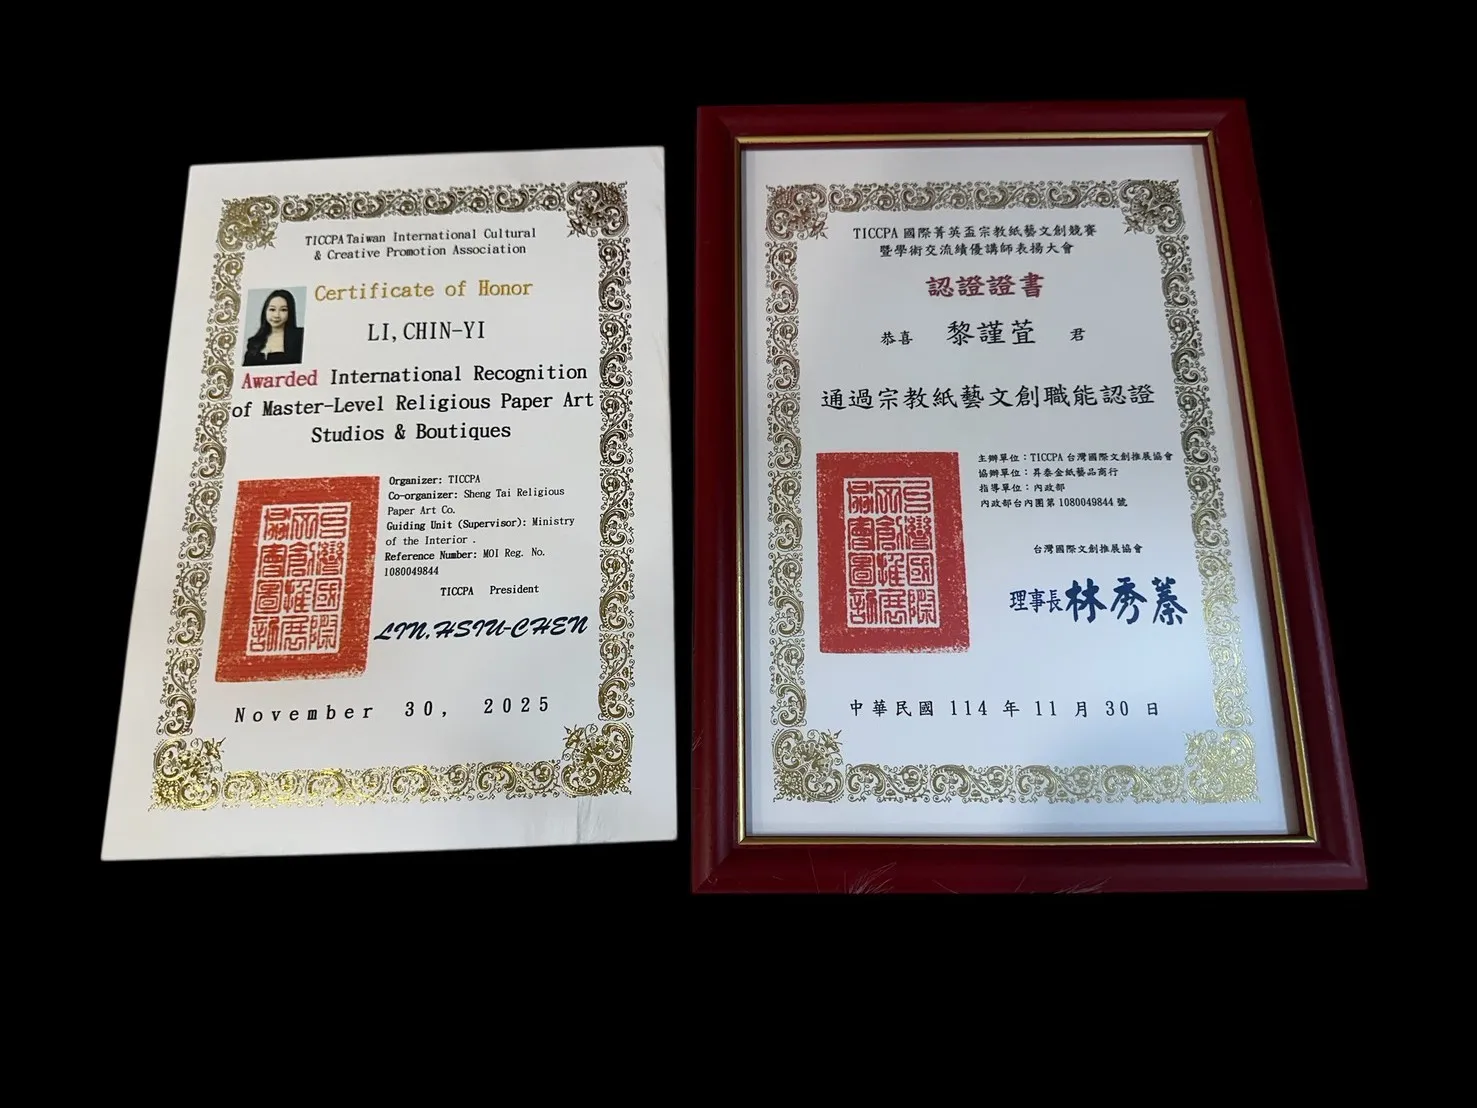 TICCPA Taiwan International Cultural
& Creative Promotion Association
Certificate of Honor
LI, CHIN-YI
Awarded International Recognition
of Master-Level Religious Paper Art
Studios & Boutiques
Organizer: TICCPA
Co-organizer: Sheng Tai Religious
Paper Art Co.
Guiding Unit (Supervisor): Ministry
of the Interior .
Reference Number: MOI Reg. No.
1080049844
TICCPA President
LIN, HSIU-CHEN
November 30, 2025
TICCPA 國際菁英盃宗教紙藝文創競賽
暨學術交流績優講師表揚大會
認證證書
恭喜 黎謹萱 君
通過宗教紙藝文創職能認證
主辦單位：TICCPA 台灣國際文創推展協會
協辦單位：昇泰金紙藝品商行
指導單位：內政部
內政部台內團第 1080049844 號
台灣國際文創推展協會
理事長 林秀蓁
中華民國 114 年 11 月 30 日